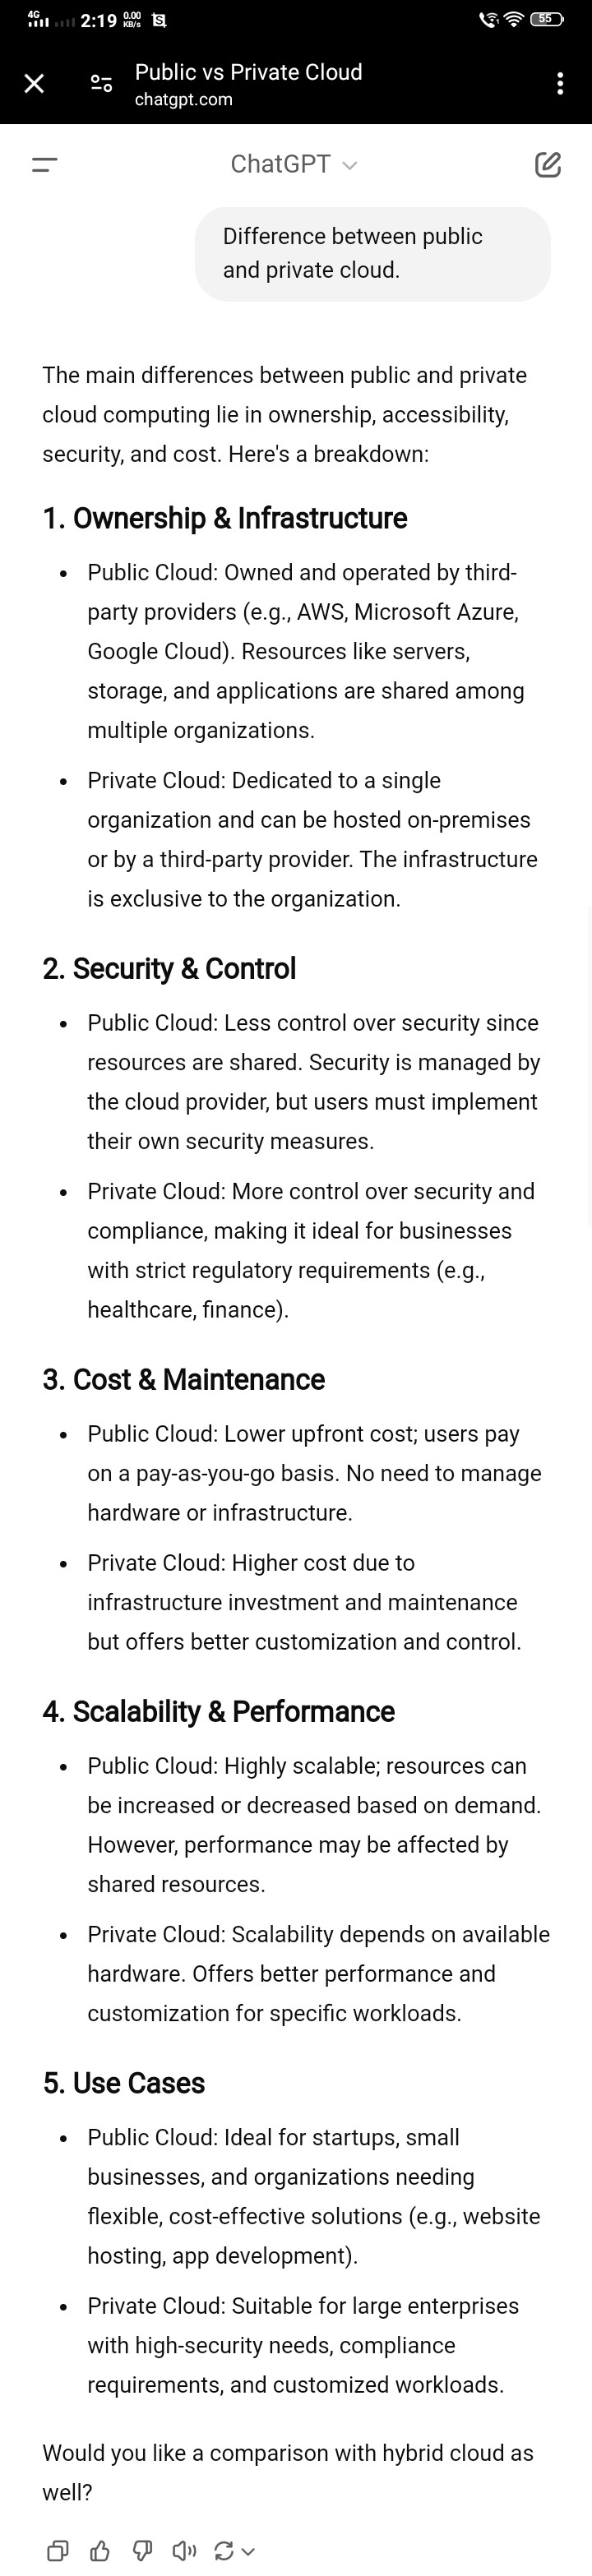 4G 2:19 0.00 KB/s 55
Public vs Private Cloud
chatgpt.com
ChatGPT
Difference between public
and private cloud.
The main differences between public and private
cloud computing lie in ownership, accessibility,
security, and cost. Here's a breakdown:
1. Ownership & Infrastructure
• Public Cloud: Owned and operated by third-
party providers (e.g., AWS, Microsoft Azure,
Google Cloud). Resources like servers,
storage, and applications are shared among
multiple organizations.
• Private Cloud: Dedicated to a single
organization and can be hosted on-premises
or by a third-party provider. The infrastructure
is exclusive to the organization.
2. Security & Control
• Public Cloud: Less control over security since
resources are shared. Security is managed by
the cloud provider, but users must implement
their own security measures.
• Private Cloud: More control over security and
compliance, making it ideal for businesses
with strict regulatory requirements (e.g.,
healthcare, finance).
3. Cost & Maintenance
• Public Cloud: Lower upfront cost; users pay
on a pay-as-you-go basis. No need to manage
hardware or infrastructure.
• Private Cloud: Higher cost due to
infrastructure investment and maintenance
but offers better customization and control.
4. Scalability & Performance
• Public Cloud: Highly scalable; resources can
be increased or decreased based on demand.
However, performance may be affected by
shared resources.
• Private Cloud: Scalability depends on available
hardware. Offers better performance and
customization for specific workloads.
5. Use Cases
• Public Cloud: Ideal for startups, small
businesses, and organizations needing
flexible, cost-effective solutions (e.g., website
hosting, app development).
• Private Cloud: Suitable for large enterprises
with high-security needs, compliance
requirements, and customized workloads.
Would you like a comparison with hybrid cloud as
well?